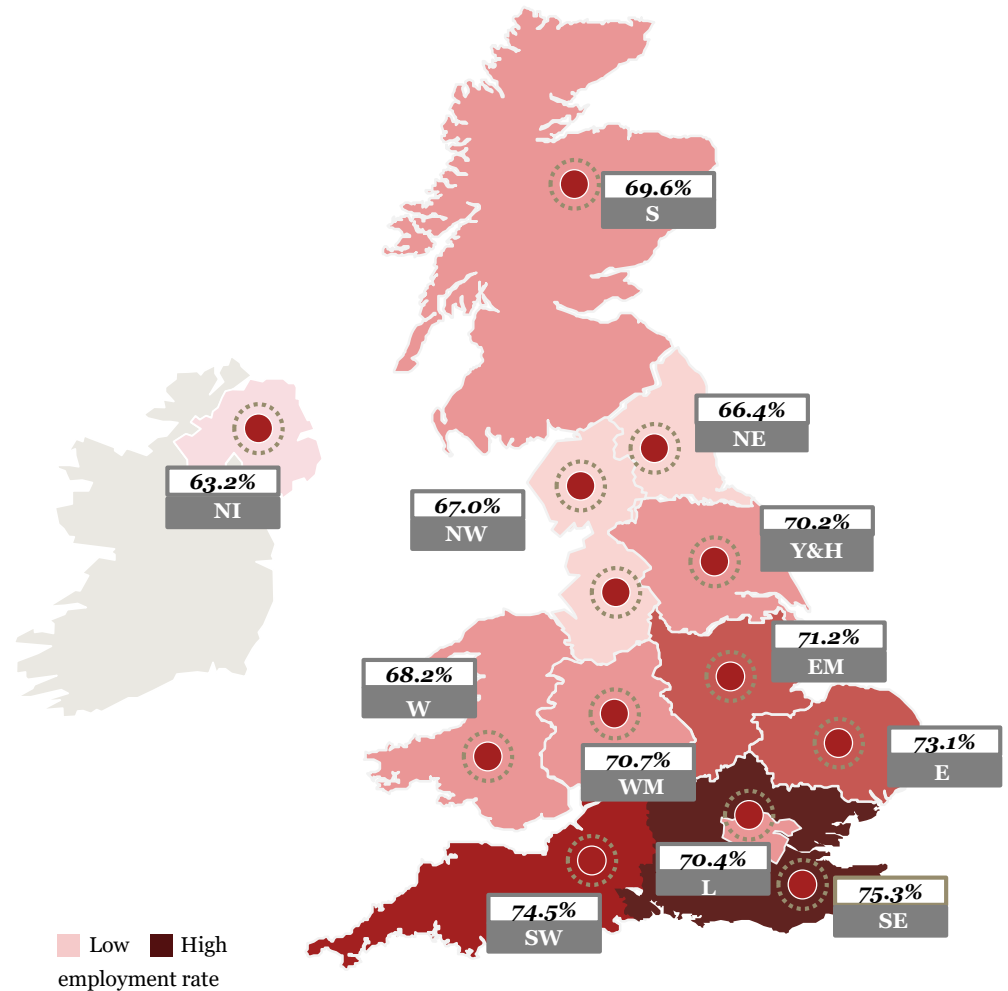 69.6%
S
66.4%
NE
63.2%
NI
67.0%
NW
70.2%
Y&H
71.2%
EM
68.2%
W
73.1%
E
70.7%
WM
70.4%
L
75.3%
SE
74.5%
SW
Low High
employment rate